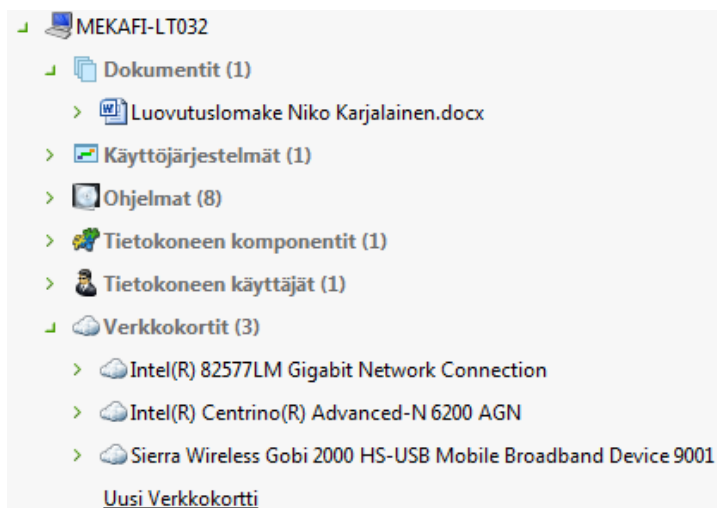 MEKAFI-LT032
Dokumentit (1)
Luovutuslomake Niko Karjalainen.docx
Käyttöjärjestelmät (1)
Ohjelmat (8)
Tietokoneen komponentit (1)
Tietokoneen käyttäjät (1)
Verkkokortit (3)
Intel(R) 82577LM Gigabit Network Connection
Intel(R) Centrino(R) Advanced-N 6200 AGN
Sierra Wireless Gobi 2000 HS-USB Mobile Broadband Device 9001
Uusi Verkkokortti